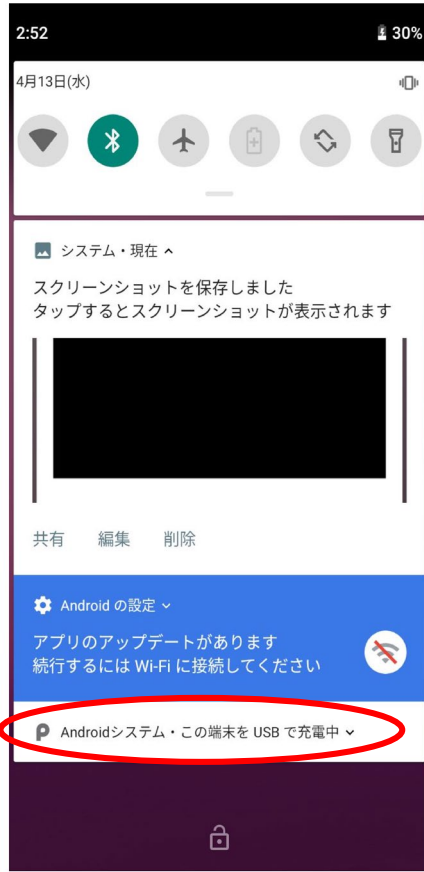 2:52
30%
4月13日(水)
システム・現在
スクリーンショットを保存しました
タップするとスクリーンショットが表示されます
共有 編集 削除
Android の設定
アプリのアップデートがあります
続行するには Wi-Fi に接続してください
Androidシステム・この端末を USB で充電中